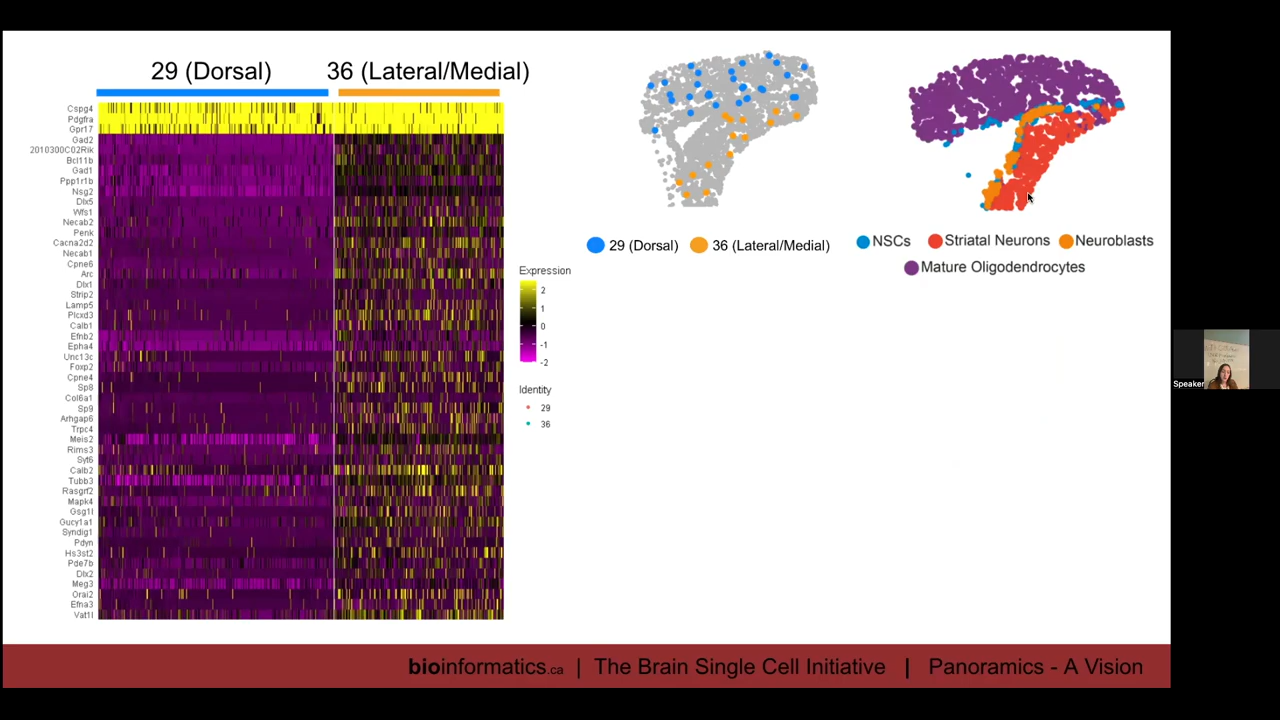 29 (Dorsal)
36 (Lateral/Medial)
Cspg4
Pdgfra
Gpr17
Gad2
2010300C02Rik
Bcl11b
Gad1
Ppp1r1b
Nsg2
Dlx5
Wfs1
Necab2
Penk
Cacna2d2
Necab1
Cpne6
Arc
Dlx1
Strip2
Lamp5
Plcxd3
Calb1
Efnb2
Epha4
Unc13c
Foxp2
Cpne4
Sp8
Col6a1
Sp9
Arhgap6
Trpc4
Meis2
Rims3
Syt6
Calb2
Tubb3
Rasgrf2
Mapk4
Gsg1l
Gucy1a1
Syndig1
Pdyn
Hs3st2
Pde7b
Dlx2
Meg3
Orai2
Efna3
Vat1l
Expression
2
1
0
-1
-2
Identity
29
36
29 (Dorsal) 36 (Lateral/Medial)
NSCs Striatal Neurons Neuroblasts
Mature Oligodendrocytes
Speaker
bioinformatics.ca | The Brain Single Cell Initiative | Panoramics - A Vision